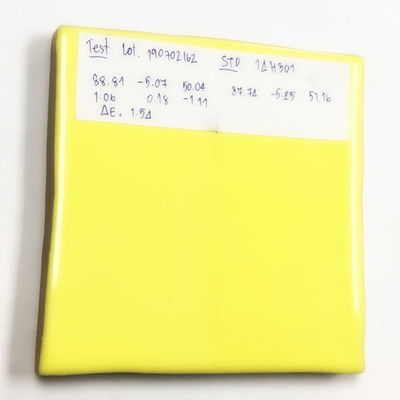 Test Lot. 190702162 STD 14H301
88.81 -5.07 50.04 87.74 -5.25 51.16
1.06 0.18 -1.11
ΔE = 1.54